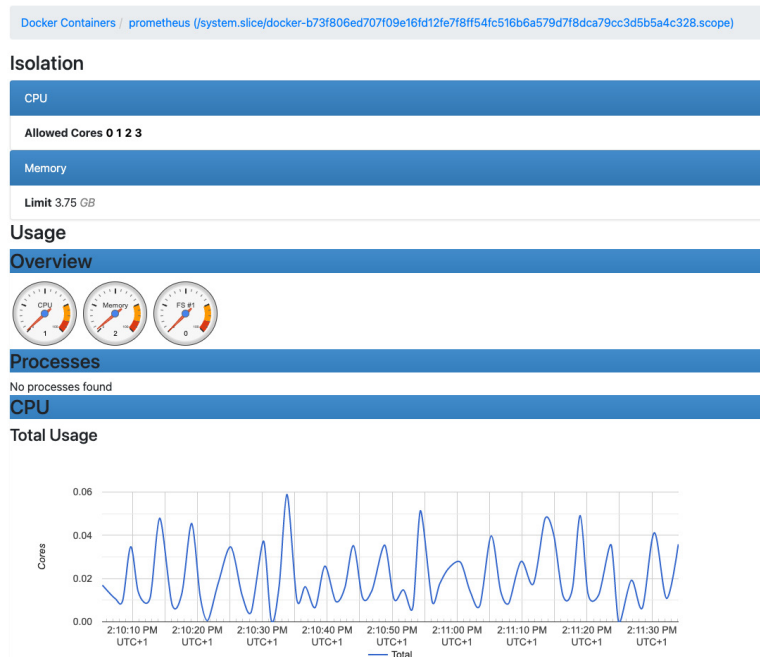 Docker Containers / prometheus (/system.slice/docker-b73f806ed707f09e16fd12fe7f8ff54fc516b6a579d7f8dca79cc3d5b5a4c328.scope)
Isolation
CPU
Allowed Cores 0 1 2 3
Memory
Limit 3.75 GB
Usage
Overview
CPU Memory FS #1
1 2 0
Processes
No processes found
CPU
Total Usage
0.06
0.04
Cores
0.02
0.00
2:10:10 PM 2:10:20 PM 2:10:30 PM 2:10:40 PM 2:10:50 PM 2:11:00 PM 2:11:10 PM 2:11:20 PM 2:11:30 PM
UTC+1 UTC+1 UTC+1 UTC+1 UTC+1 UTC+1 UTC+1 UTC+1 UTC+1
Total